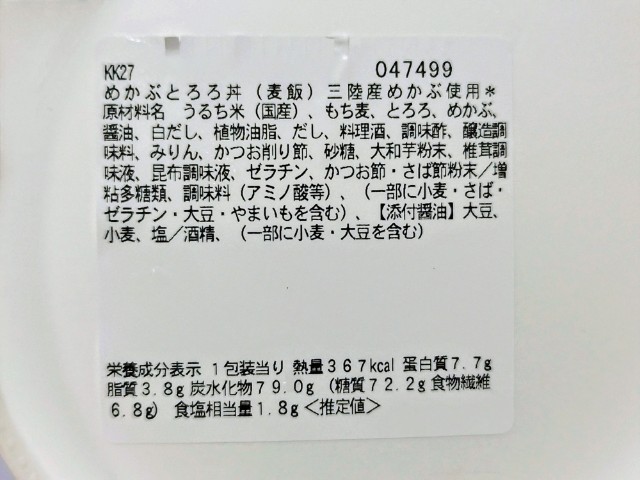 KK27 047499
めかぶとろろ丼（麦飯）三陸産めかぶ使用＊
原材料名　うるち米（国産）、もち麦、とろろ、めかぶ、
醤油、白だし、植物油脂、だし、料理酒、調味酢、醸造調
味料、みりん、かつお削り節、砂糖、大和芋粉末、椎茸調
味液、昆布調味液、ゼラチン、かつお節・さば節粉末／増
粘多糖類、調味料（アミノ酸等）、（一部に小麦・さば・
ゼラチン・大豆・やまいもを含む）、【添付醤油】大豆、
小麦、塩／酒精、（一部に小麦・大豆を含む）
栄養成分表示　１包装当り　熱量３６７kcal　蛋白質７．７g
脂質３．８g 炭水化物７９．０g（糖質７２．２g 食物繊維
６．８g）　食塩相当量１．８g＜推定値＞